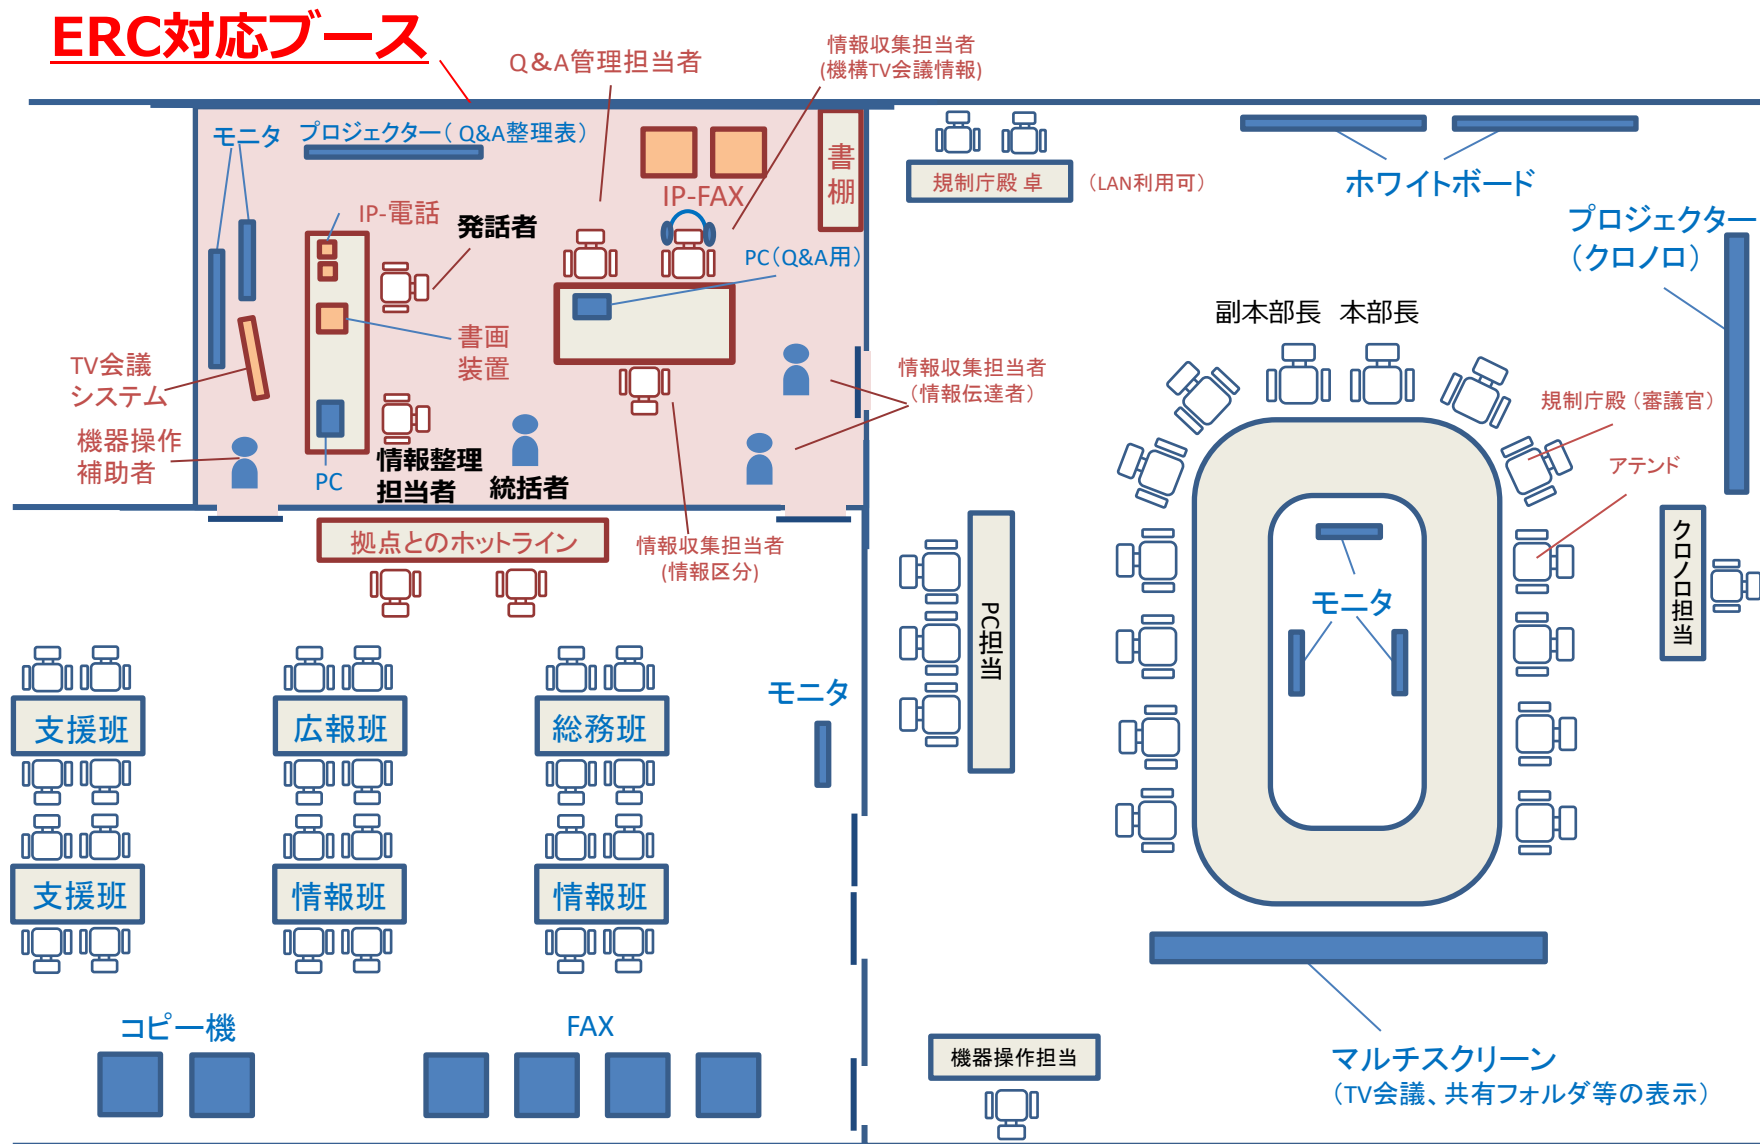 ERC対応ブース
Q&A管理担当者
情報収集担当者
(機構TV会議情報)
モニタ
プロジェクター(Q&A整理表)
IP-FAX
書
棚
IP-電話
発話者
PC(Q&A用)
書画
装置
TV会議
システム
機器操作
補助者
PC
情報整理
担当者
統括者
情報収集担当者
(情報伝達者)
拠点とのホットライン
情報収集担当者
(情報区分)
規制庁殿 卓
(LAN利用可)
ホワイトボード
プロジェクター
(クロノロ)
副本部長
本部長
規制庁殿(審議官)
アテンド
クロノロ担当
PC担当
モニタ
モニタ
支援班
広報班
総務班
支援班
情報班
情報班
コピー機
FAX
機器操作担当
マルチスクリーン
(TV会議、共有フォルダ等の表示)